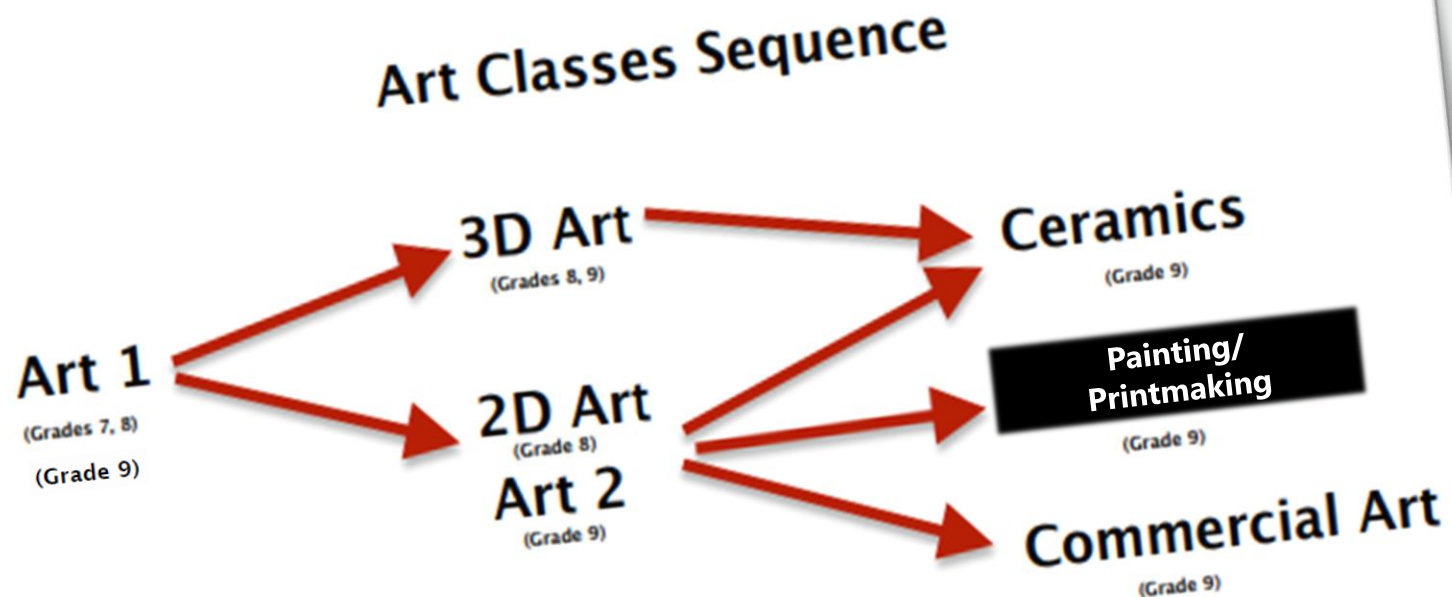 Art Classes Sequence
Art 1
(Grades 7, 8)
(Grade 9)
3D Art
(Grades 8, 9)
2D Art
(Grade 8)
Art 2
(Grade 9)
Ceramics
(Grade 9)
Painting/
Printmaking
(Grade 9)
Commercial Art
(Grade 9)